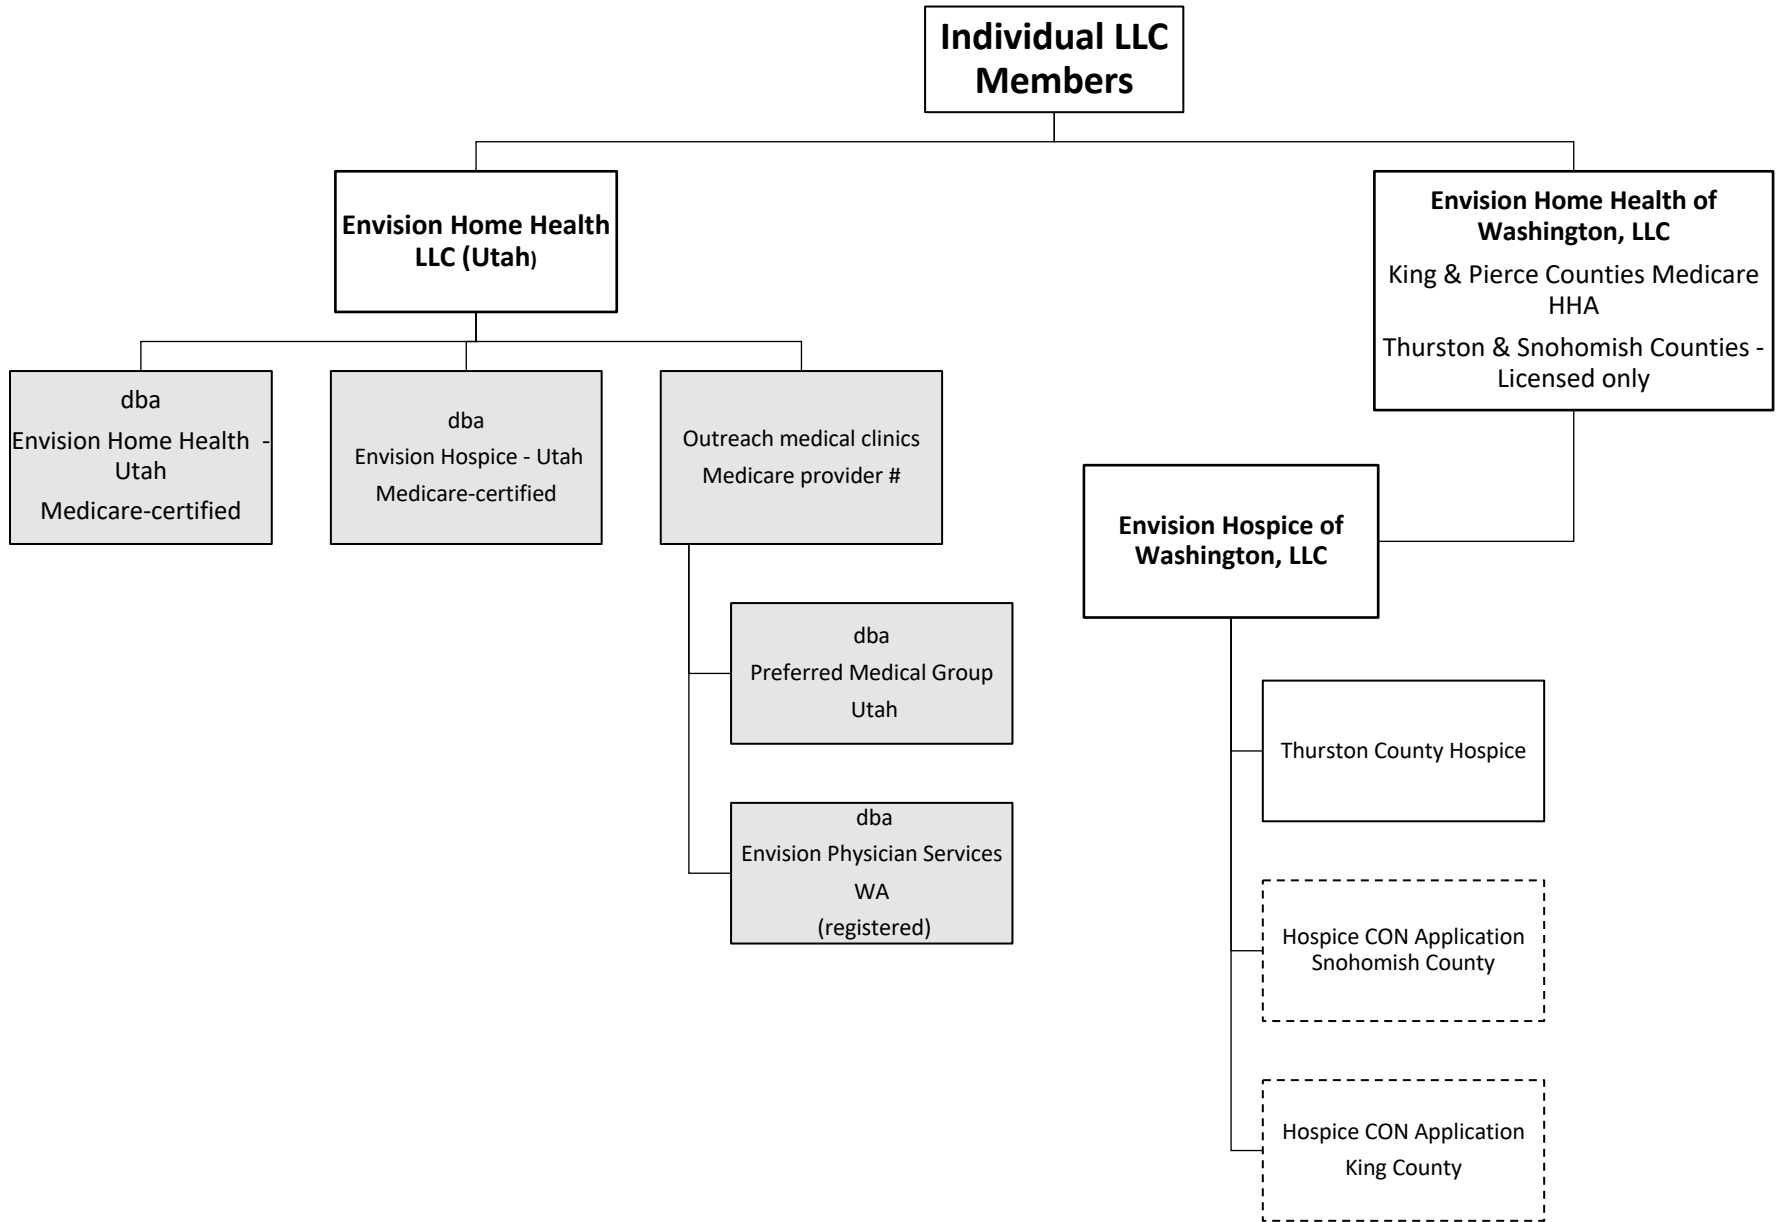 Individual LLC
Members
Envision Home Health
LLC (Utah)
Envision Home Health of
Washington, LLC
King & Pierce Counties Medicare
HHA
Thurston & Snohomish Counties -
Licensed only
dba
Envision Home Health -
Utah
Medicare-certified
dba
Envision Hospice - Utah
Medicare-certified
Outreach medical clinics
Medicare provider #
Envision Hospice of
Washington, LLC
dba
Preferred Medical Group
Utah
dba
Envision Physician Services
WA
(registered)
Thurston County Hospice
Hospice CON Application
Snohomish County
Hospice CON Application
King County